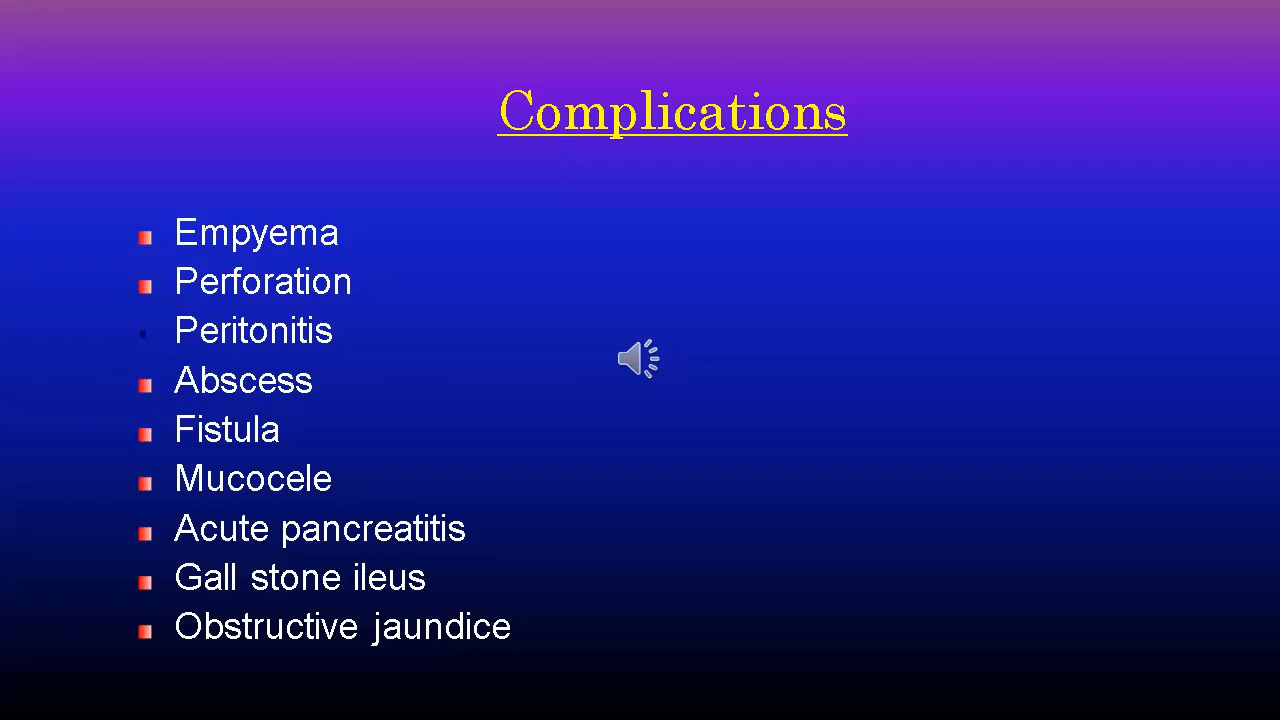 Complications
Empyema
Perforation
Peritonitis
Abscess
Fistula
Mucocele
Acute pancreatitis
Gall stone ileus
Obstructive jaundice